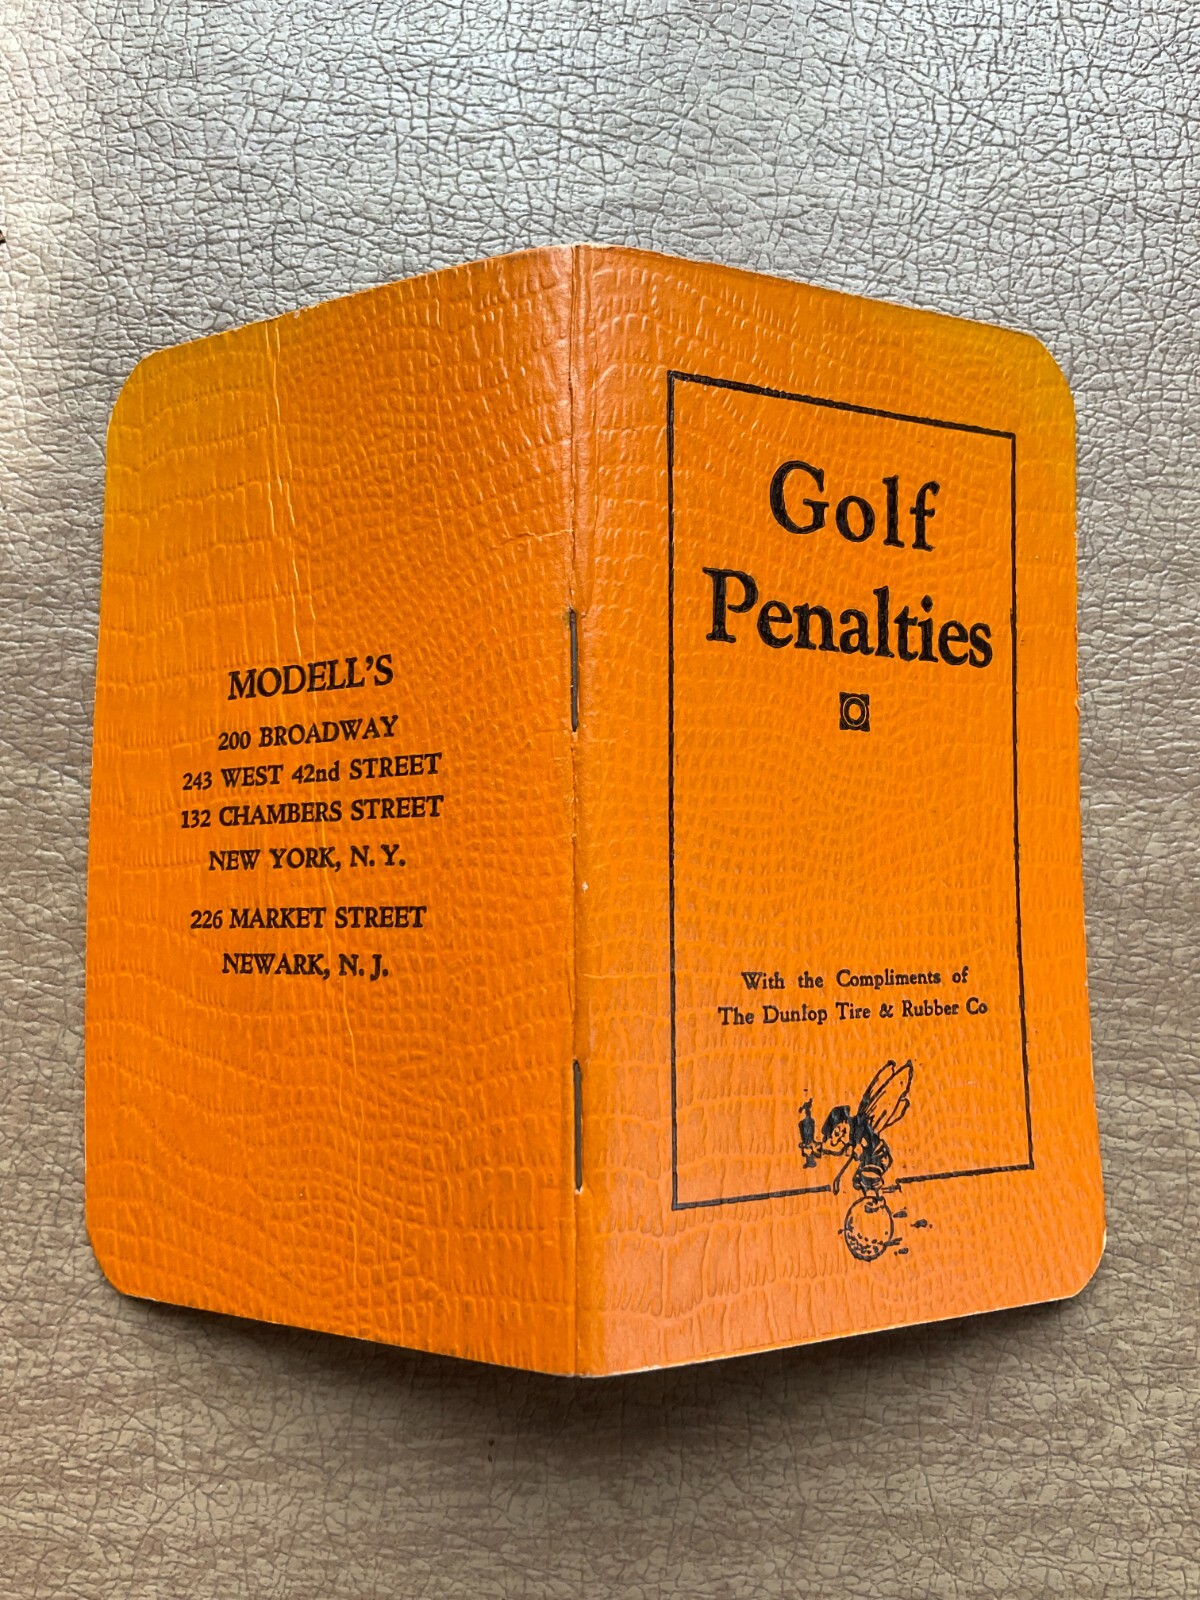 MODELL'S
200 BROADWAY
243 WEST 42nd STREET
132 CHAMBERS STREET
NEW YORK, N. Y.
226 MARKET STREET
NEWARK, N. J.
Golf
Penalties
With the Compliments of
The Dunlop Tire & Rubber Co